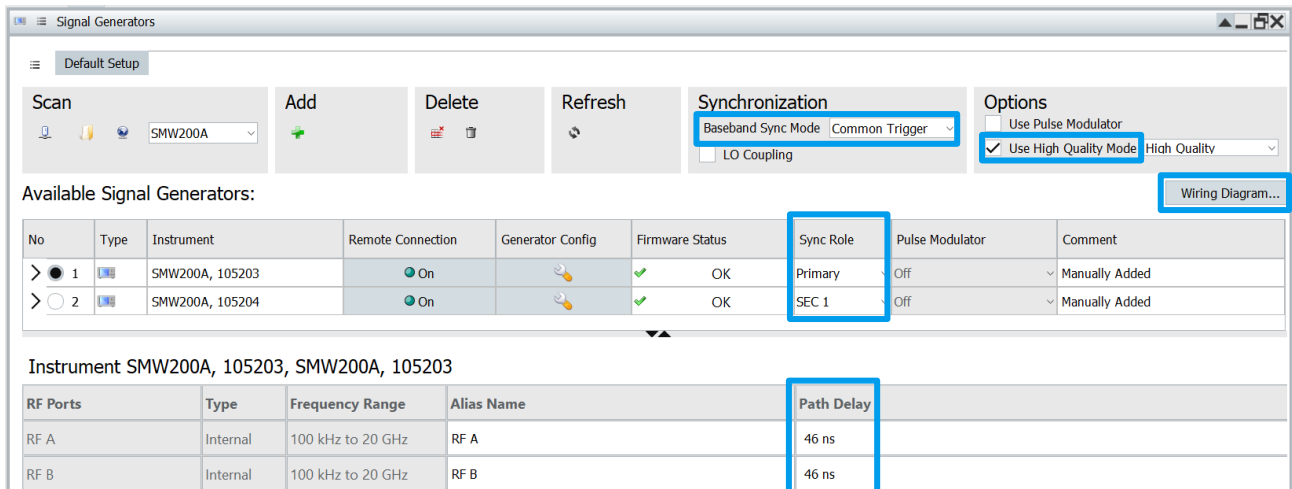 Signal Generators
Default Setup
Scan
Add
Delete
Refresh
Synchronization
Options
SMW200A
Baseband Sync Mode Common Trigger
LO Coupling
Use Pulse Modulator
Use High Quality Mode High Quality
Available Signal Generators:
Wiring Diagram...
No Type Instrument Remote Connection Generator Config Firmware Status Sync Role Pulse Modulator Comment
1 SMW200A, 105203 On OK Primary Off Manually Added
2 SMW200A, 105204 On OK SEC 1 Off Manually Added
Instrument SMW200A, 105203, SMW200A, 105203
RF Ports Type Frequency Range Alias Name Path Delay
RF A Internal 100 kHz to 20 GHz RF A 46 ns
RF B Internal 100 kHz to 20 GHz RF B 46 ns